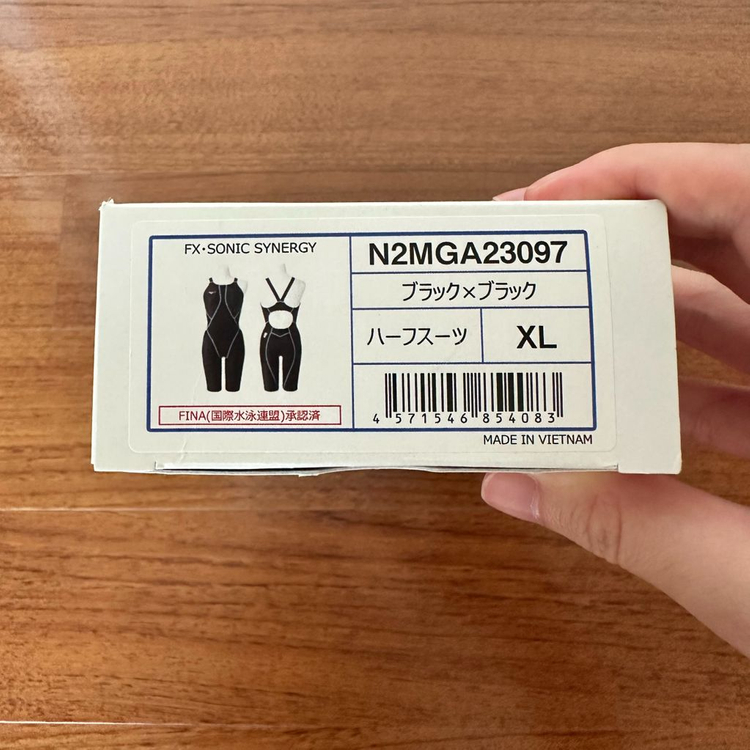 FX・SONIC SYNERGY
FINA(国際水泳連盟)承認済
N2MGA23097
ブラック×ブラック
ハーフスーツ
XL
4 571546 854083
MADE IN VIETNAM